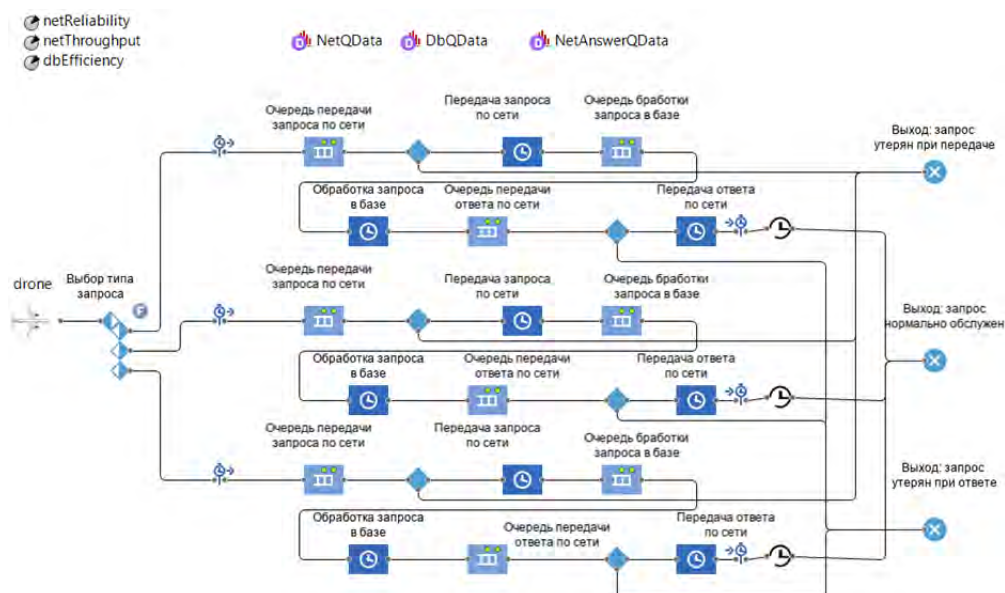 netReliability
netThroughput
dbEfficiency
NetQData
DbQData
NetAnswerQData
Очередь передачи
запроса по сети
Передача запроса
по сети
Очередь бработки
запроса в базе
Выход: запрос
утерян при передаче
Обработка запроса
в базе
Очередь передачи
ответа по сети
Передача ответа
по сети
drone
Выбор типа
запроса
F
Очередь передачи
запроса по сети
Передача запроса
по сети
Очередь бработки
запроса в базе
Выход: запрос
нормально обслужен
Обработка запроса
в базе
Очередь передачи
ответа по сети
Передача ответа
по сети
Очередь передачи
запроса по сети
Передача запроса
по сети
Очередь бработки
запроса в базе
Выход: запрос
утерян при ответе
Обработка запроса
в базе
Очередь передачи
ответа по сети
Передача ответа
по сети